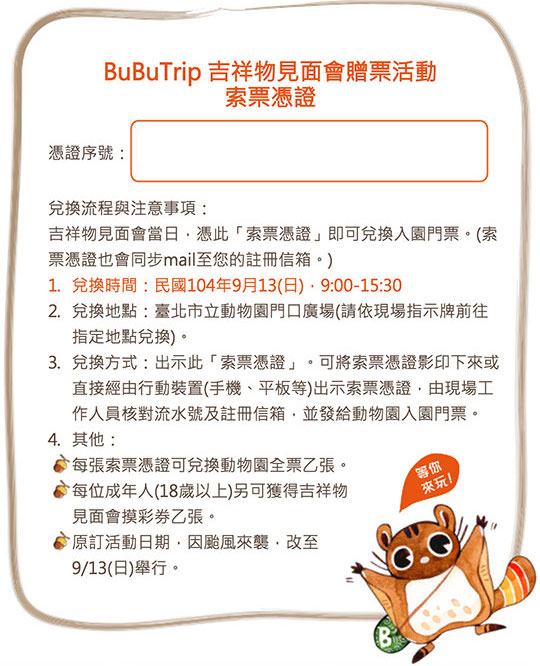 BuBuTrip 吉祥物見面會贈票活動
索票憑證
憑證序號：
兌換流程與注意事項：
吉祥物見面會當日，憑此「索票憑證」即可兌換入園門票。(索
票憑證也會同步mail至您的註冊信箱。)
1. 兌換時間：民國104年9月13(日)，9:00-15:30
2. 兌換地點：臺北市立動物園門口廣場(請依現場指示牌前往
指定地點兌換)。
3. 兌換方式：出示此「索票憑證」。可將索票憑證影印下來或
直接經由行動裝置(手機、平板等)出示索票憑證，由現場工
作人員核對流水號及註冊信箱，並發給動物園入園門票。
4. 其他：
每張索票憑證可兌換動物園全票乙張。
每位成年人(18歲以上)另可獲得吉祥物
見面會摸彩券乙張。
原訂活動日期，因颱風來襲，改至
9/13(日)舉行。
等你
來玩!
B